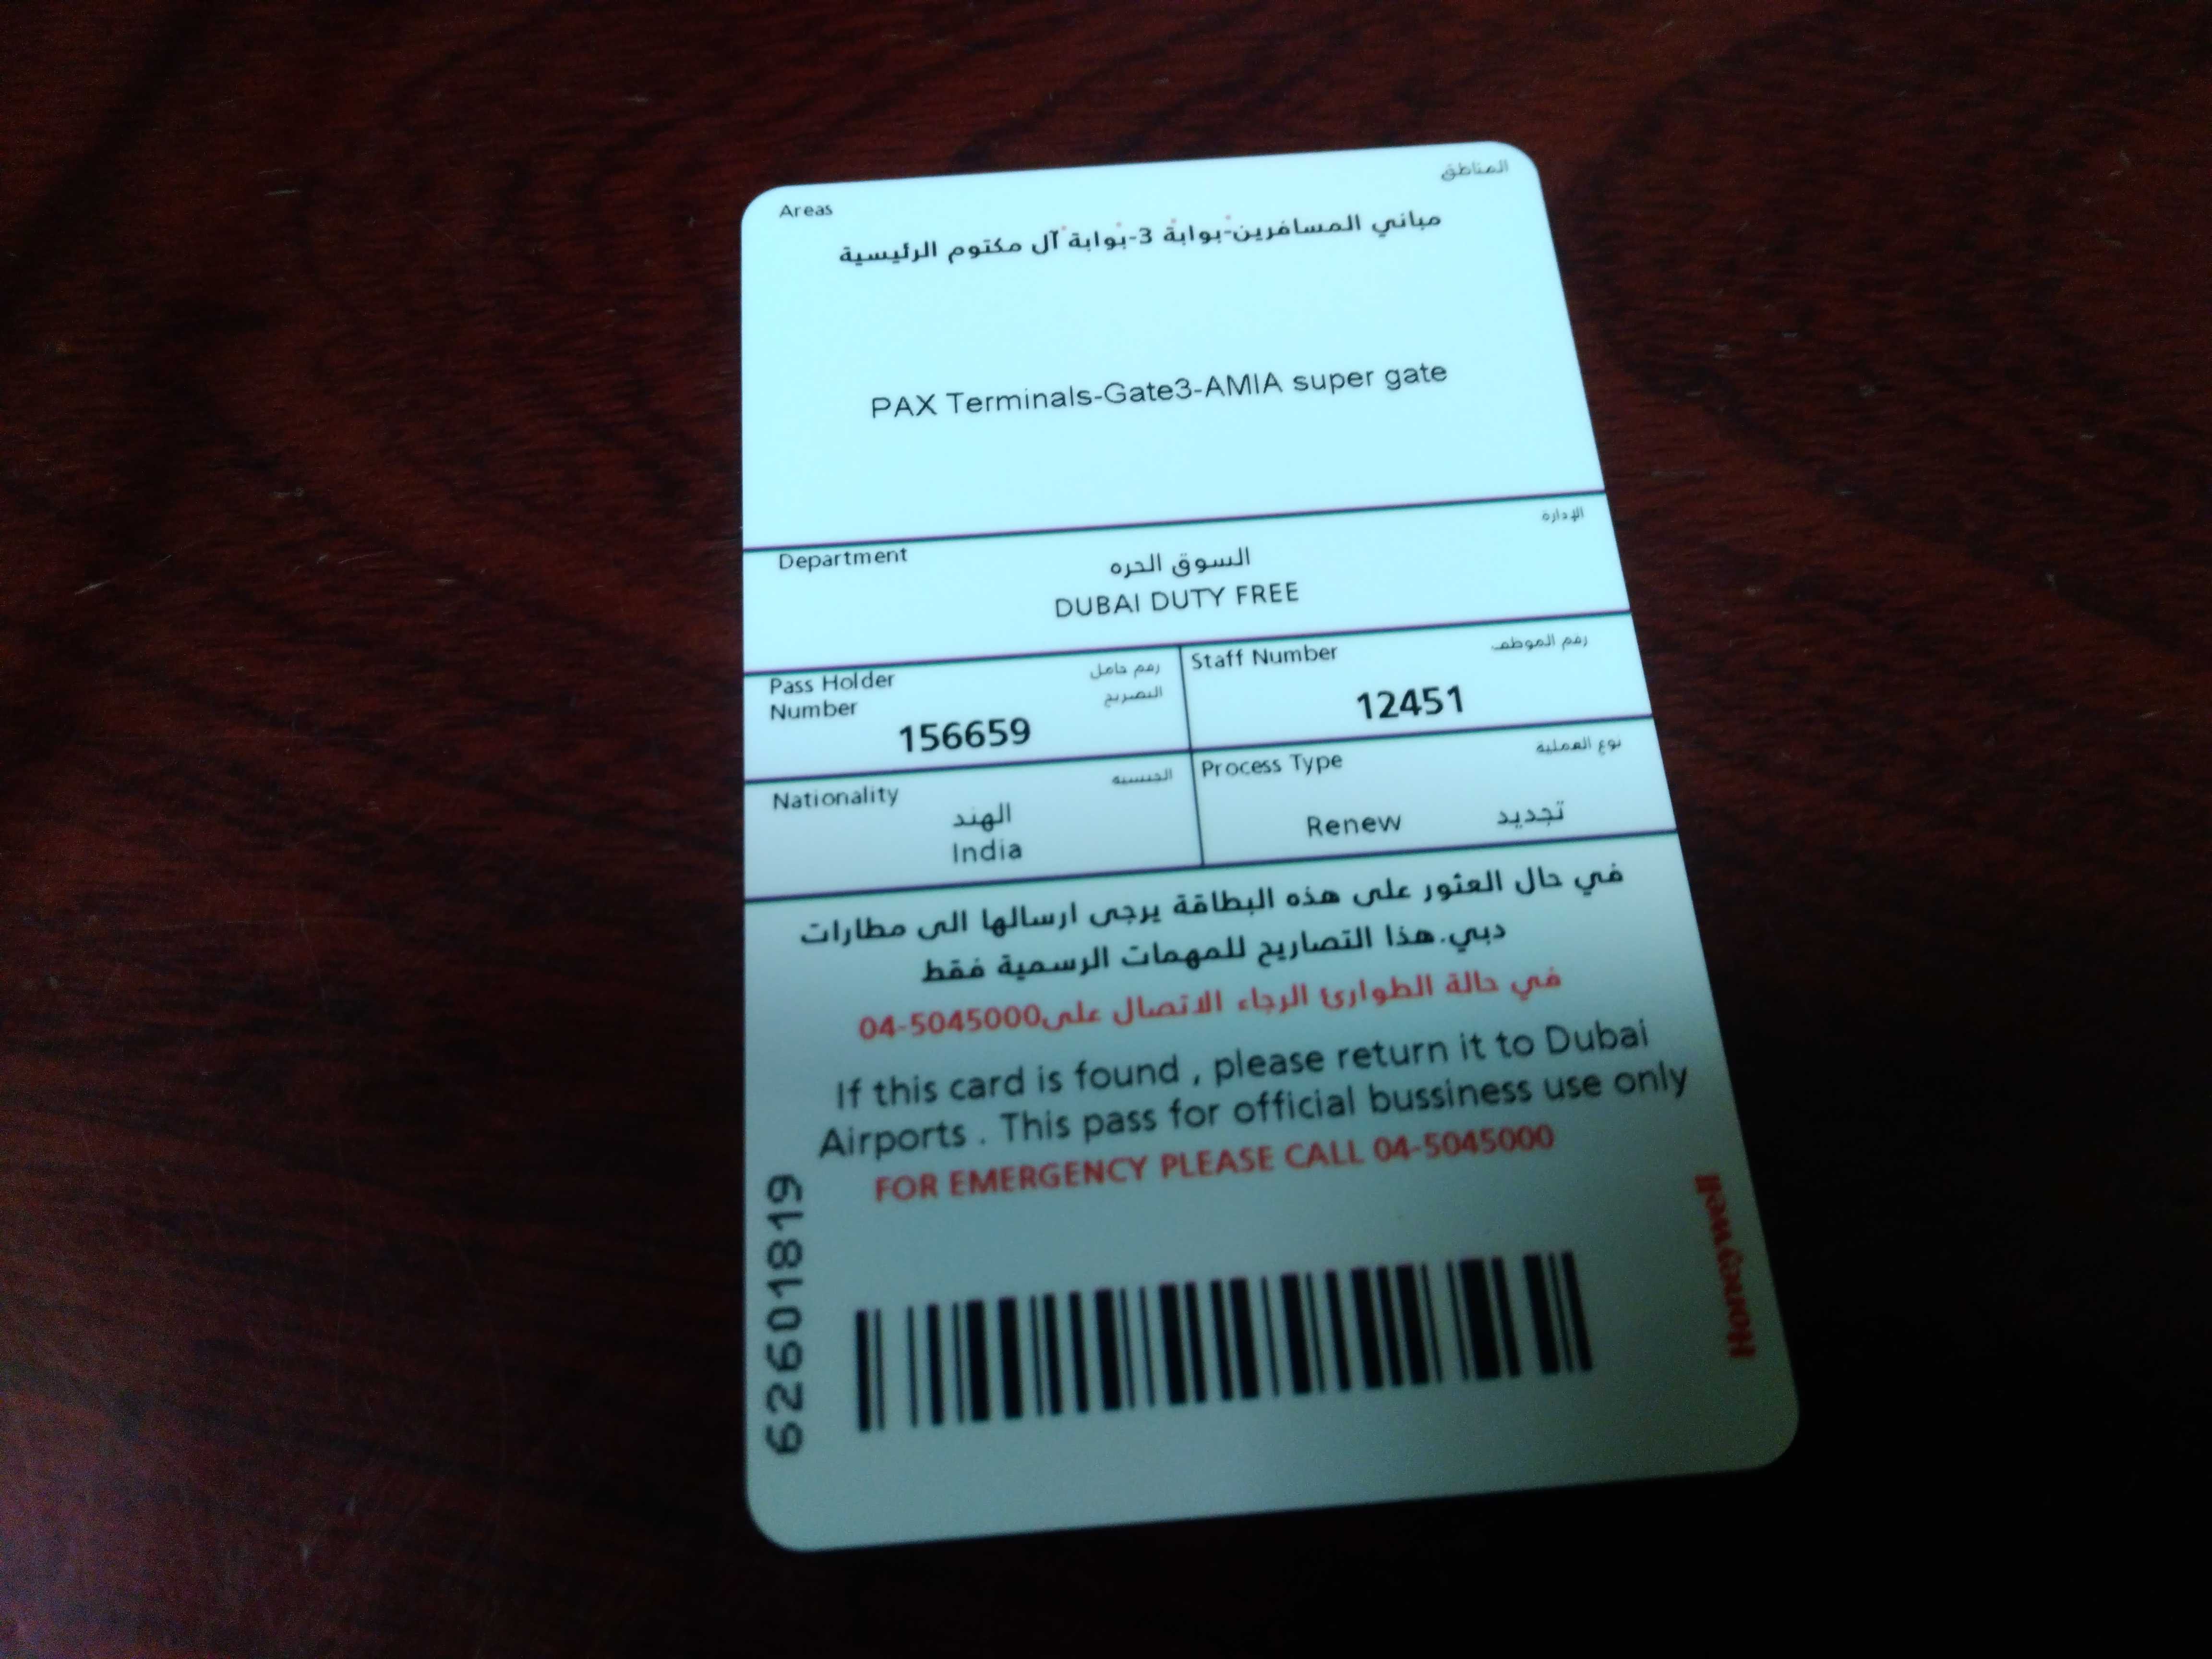 Areas
المناطق
مباني المسافرين-بوابة 3-بوابة آل مكتوم الرئيسية
PAX Terminals-Gate3-AMIA super gate
Department
الإدارة
السوق الحره
DUBAI DUTY FREE
Pass Holder
Number
رقم حامل
التصريح
156659
Staff Number
رقم الموظف
12451
Nationality
الجنسية
الهند
India
Process Type
نوع العملية
Renew تجديد
في حال العثور على هذه البطاقة يرجى ارسالها الى مطارات
دبي.هذا التصاريح للمهمات الرسمية فقط
في حالة الطوارئ الرجاء الاتصال على04-5045000
If this card is found , please return it to Dubai
Airports . This pass for official bussiness use only
FOR EMERGENCY PLEASE CALL 04-5045000
62601819
Honeywell